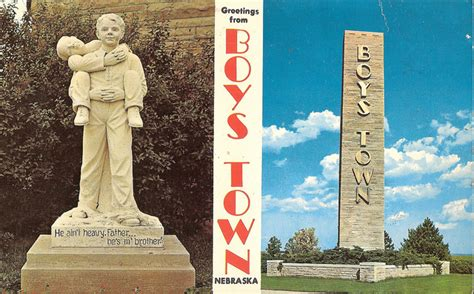 Greetings
from
BOYS
TOWN
NEBRASKA
He ain't heavy, Father...
he's m' brother
BOYS
TOWN